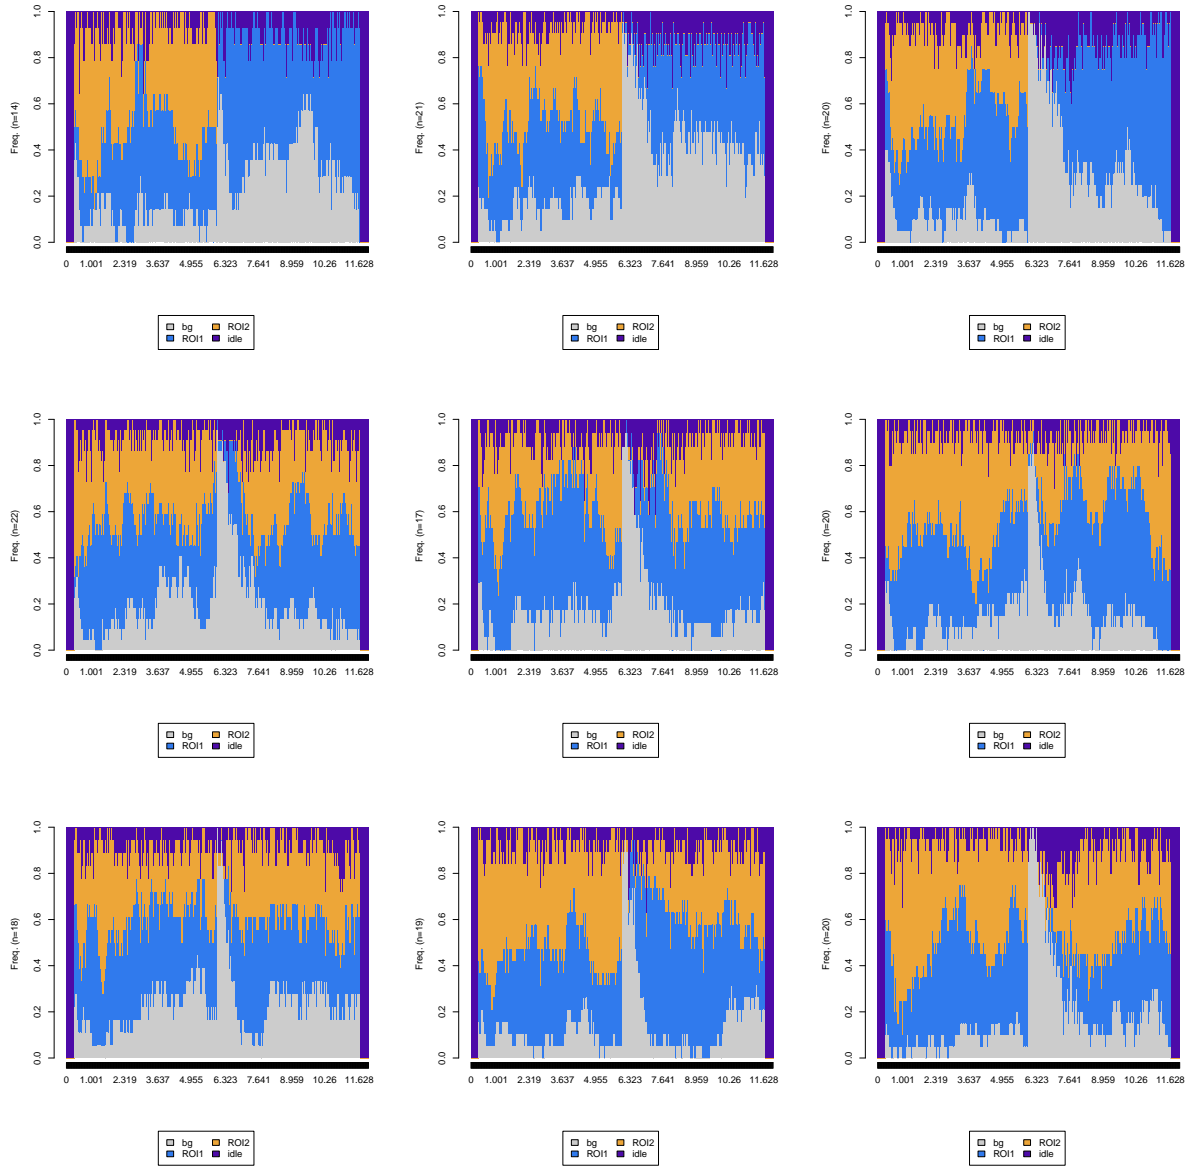 Freq. (n=14)
0.0 0.2 0.4 0.6 0.8 1.0
0 1.001 2.319 3.637 4.955 6.323 7.641 8.959 10.26 11.628
bg ROI2
ROI1 idle
Freq. (n=21)
0.0 0.2 0.4 0.6 0.8 1.0
0 1.001 2.319 3.637 4.955 6.323 7.641 8.959 10.26 11.628
bg ROI2
ROI1 idle
Freq. (n=20)
0.0 0.2 0.4 0.6 0.8 1.0
0 1.001 2.319 3.637 4.955 6.323 7.641 8.959 10.26 11.628
bg ROI2
ROI1 idle
Freq. (n=22)
0.0 0.2 0.4 0.6 0.8 1.0
0 1.001 2.319 3.637 4.955 6.323 7.641 8.959 10.26 11.628
bg ROI2
ROI1 idle
Freq. (n=17)
0.0 0.2 0.4 0.6 0.8 1.0
0 1.001 2.319 3.637 4.955 6.323 7.641 8.959 10.26 11.628
bg ROI2
ROI1 idle
Freq. (n=20)
0.0 0.2 0.4 0.6 0.8 1.0
0 1.001 2.319 3.637 4.955 6.323 7.641 8.959 10.26 11.628
bg ROI2
ROI1 idle
Freq. (n=18)
0.0 0.2 0.4 0.6 0.8 1.0
0 1.001 2.319 3.637 4.955 6.323 7.641 8.959 10.26 11.628
bg ROI2
ROI1 idle
Freq. (n=19)
0.0 0.2 0.4 0.6 0.8 1.0
0 1.001 2.319 3.637 4.955 6.323 7.641 8.959 10.26 11.628
bg ROI2
ROI1 idle
Freq. (n=20)
0.0 0.2 0.4 0.6 0.8 1.0
0 1.001 2.319 3.637 4.955 6.323 7.641 8.959 10.26 11.628
bg ROI2
ROI1 idle